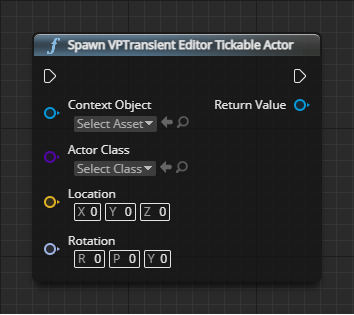 f Spawn VPTransient Editor Tickable Actor
Context Object Return Value
Select Asset
Actor Class
Select Class
Location
X 0 Y 0 Z 0
Rotation
R 0 P 0 Y 0